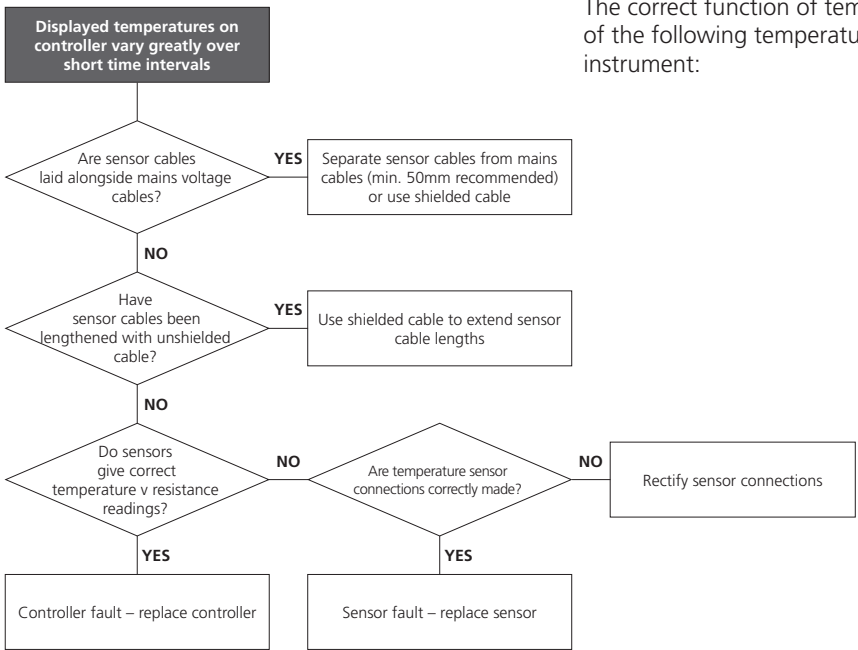 Displayed temperatures on
controller vary greatly over
short time intervals
The correct function of tem
of the following temperatu
instrument:
Are sensor cables
laid alongside mains voltage
cables?
YES
Separate sensor cables from mains
cables (min. 50mm recommended)
or use shielded cable
NO
Have
sensor cables been
lengthened with unshielded
cable?
YES
Use shielded cable to extend sensor
cable lengths
NO
Do sensors
give correct
temperature v resistance
readings?
NO
Are temperature sensor
connections correctly made?
NO
Rectify sensor connections
YES
YES
Controller fault – replace controller
Sensor fault – replace sensor